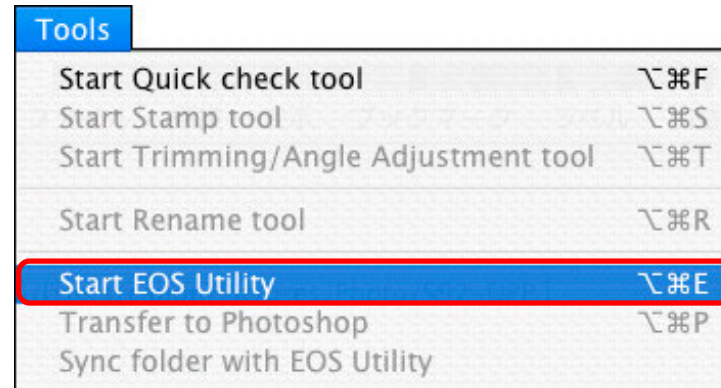 Tools
Start Quick check tool ⌥⌘F
Start Stamp tool ⌥⌘S
Start Trimming/Angle Adjustment tool ⌥⌘T
Start Rename tool ⌥⌘R
Start EOS Utility ⌥⌘E
Transfer to Photoshop ⌥⌘P
Sync folder with EOS Utility